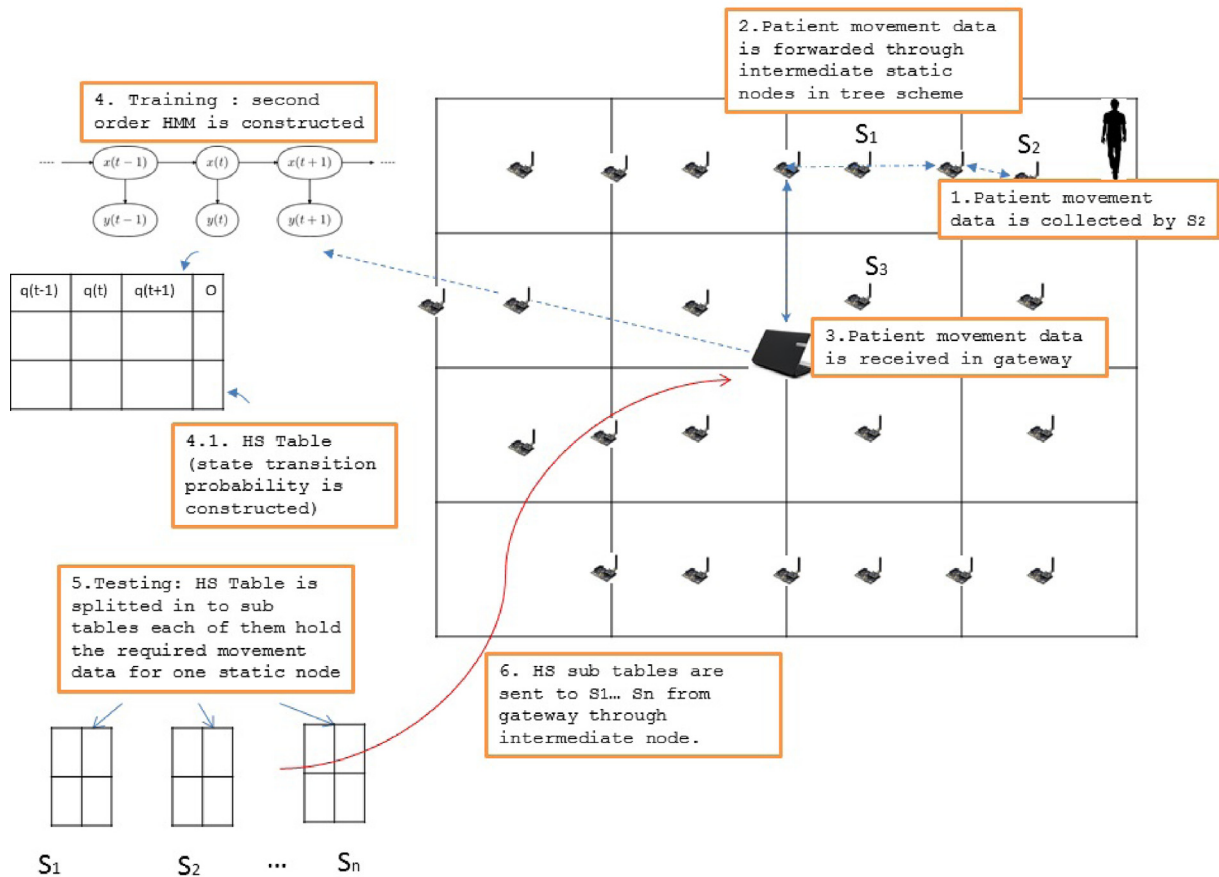 2.Patient movement data
is forwarded through
intermediate static
nodes in tree scheme
4. Training : second
order HMM is constructed
.... x(t − 1) x(t) x(t + 1) ....
y(t − 1) y(t) y(t + 1)
S1
S2
1.Patient movement
data is collected by S2
q(t-1) q(t) q(t+1) O
S3
3.Patient movement data
is received in gateway
4.1. HS Table
(state transition
probability is
constructed)
5.Testing: HS Table is
splitted in to sub
tables each of them hold
the required movement
data for one static node
6. HS sub tables are
sent to S1… Sn from
gateway through
intermediate node.
S1 S2 ... Sn